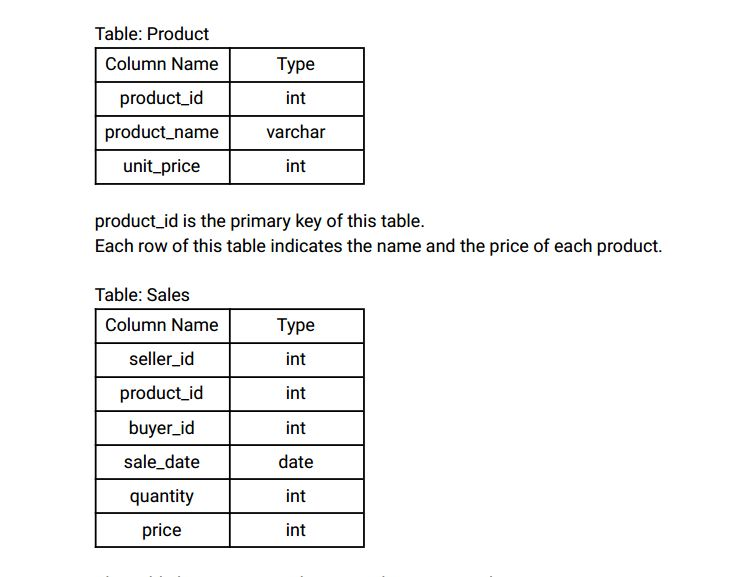 Table: Product
Column Name Type
product_id int
product_name varchar
unit_price int
product_id is the primary key of this table.
Each row of this table indicates the name and the price of each product.
Table: Sales
Column Name Type
seller_id int
product_id int
buyer_id int
sale_date date
quantity int
price int